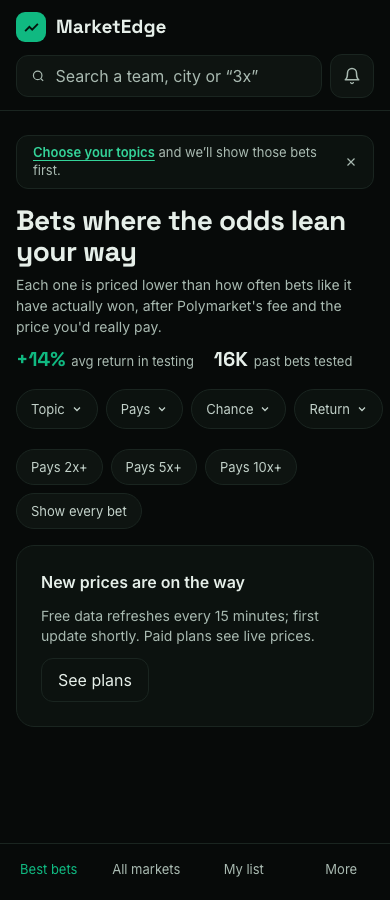 MarketEdge
Search a team, city or “3x”
Choose your topics and we’ll show those bets
first.
Bets where the odds lean
your way
Each one is priced lower than how often bets like it
have actually won, after Polymarket's fee and the
price you'd really pay.
+14% avg return in testing 16K past bets tested
Topic Pays Chance Return
Pays 2x+ Pays 5x+ Pays 10x+
Show every bet
New prices are on the way
Free data refreshes every 15 minutes; first
update shortly. Paid plans see live prices.
See plans
Best bets All markets My list More